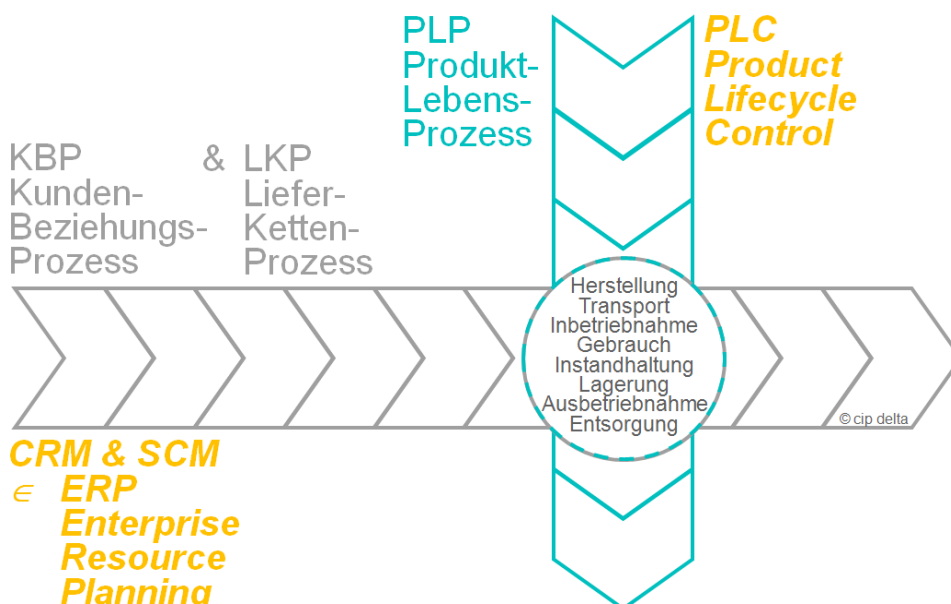 PLP
Produkt-
Lebens-
Prozess
PLC
Product
Lifecycle
Control
KBP & LKP
Kunden- Liefer-
Beziehungs- Ketten-
Prozess Prozess
Herstellung
Transport
Inbetriebnahme
Gebrauch
Instandhaltung
Lagerung
Ausbetriebnahme
Entsorgung
© cip delta
CRM & SCM
∈ ERP
Enterprise
Resource
Planning